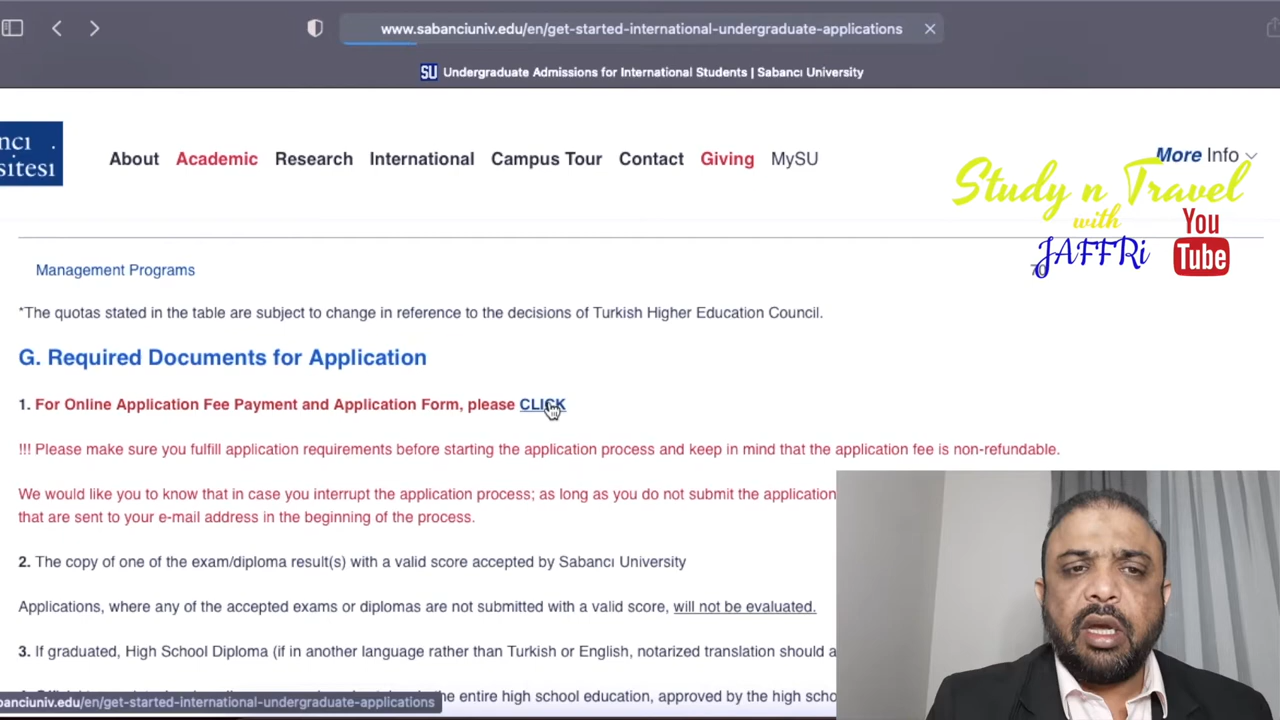 www.sabanciuniv.edu/en/get-started-international-undergraduate-applications
SU Undergraduate Admissions for International Students | Sabancı University
ncı
sitesi
About Academic Research International Campus Tour Contact Giving MySU
More Info
Study n Travel
with
JAFFRi
You
Tube
Management Programs
70
*The quotas stated in the table are subject to change in reference to the decisions of Turkish Higher Education Council.
G. Required Documents for Application
1. For Online Application Fee Payment and Application Form, please CLICK
!!! Please make sure you fulfill application requirements before starting the application process and keep in mind that the application fee is non-refundable.
We would like you to know that in case you interrupt the application process; as long as you do not submit the application
that are sent to your e-mail address in the beginning of the process.
2. The copy of one of the exam/diploma result(s) with a valid score accepted by Sabancı University
Applications, where any of the accepted exams or diplomas are not submitted with a valid score, will not be evaluated.
3. If graduated, High School Diploma (if in another language rather than Turkish or English, notarized translation should a
the entire high school education, approved by the high scho
banciuniv.edu/en/get-started-international-undergraduate-applications